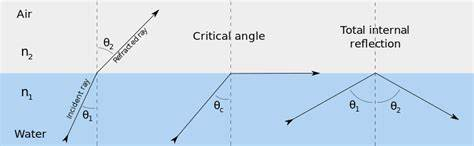 Air
n2
n1
Water
θ2
Refracted ray
Incident ray
θ1
Critical angle
θc
Total internal
reflection
θ1
θ2